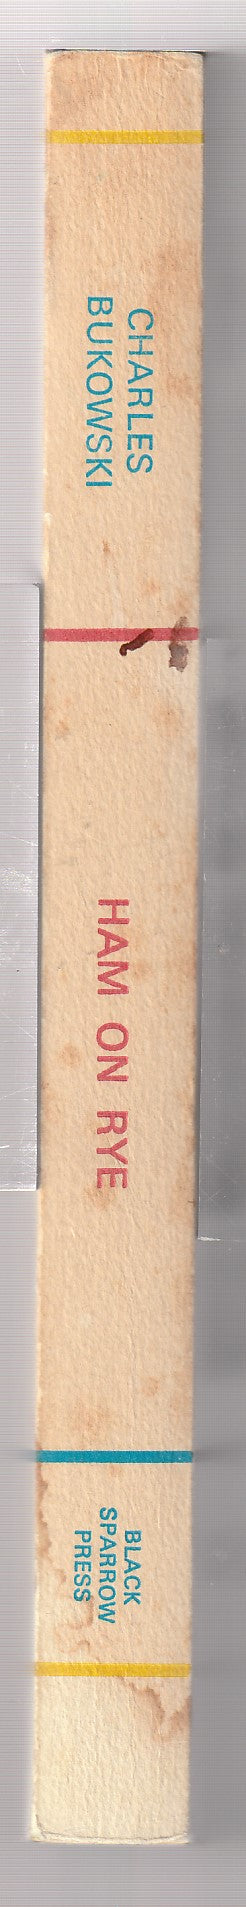 CHARLES
BUKOWSKI
HAM ON RYE
BLACK
SPARROW
PRESS